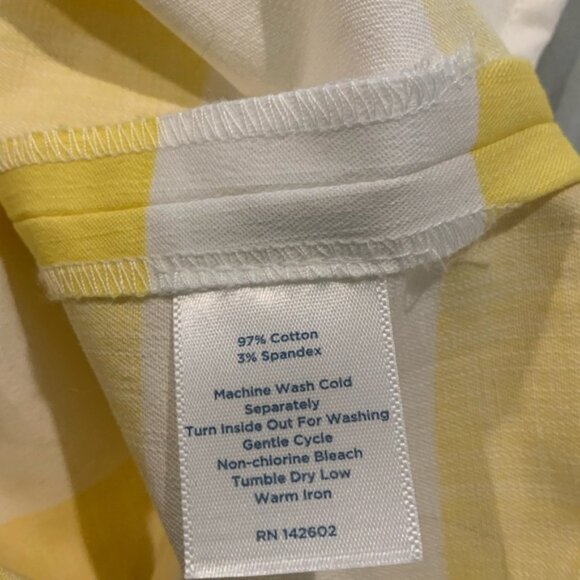 97% Cotton
3% Spandex
Machine Wash Cold
Separately
Turn Inside Out For Washing
Gentle Cycle
Non-chlorine Bleach
Tumble Dry Low
Warm Iron
RN 142602